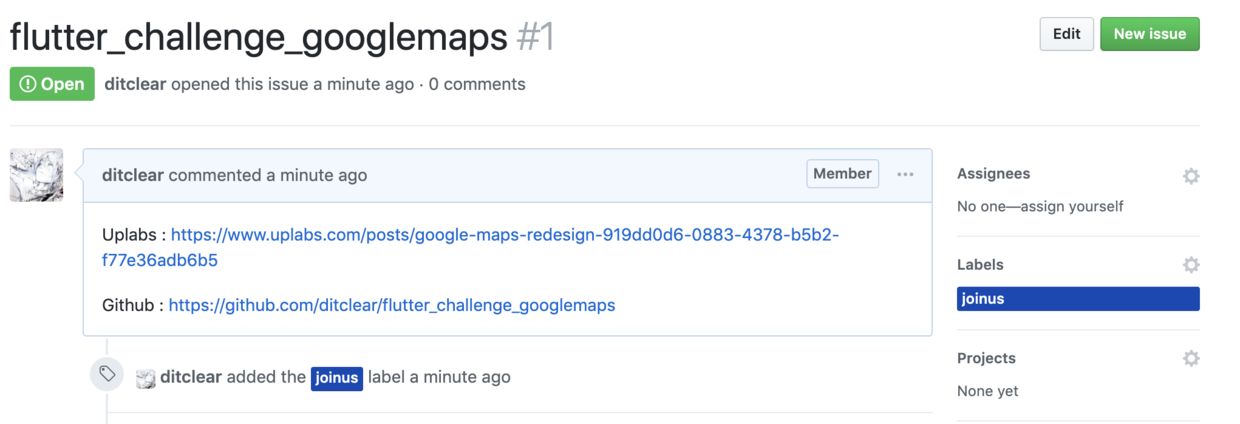 flutter_challenge_googlemaps #1
Edit
New issue
Open
ditclear opened this issue a minute ago · 0 comments
ditclear commented a minute ago
Member
Uplabs : https://www.uplabs.com/posts/google-maps-redesign-919dd0d6-0883-4378-b5b2-
f77e36adb6b5
Github : https://github.com/ditclear/flutter_challenge_googlemaps
ditclear added the joinus label a minute ago
Assignees
No one—assign yourself
Labels
joinus
Projects
None yet